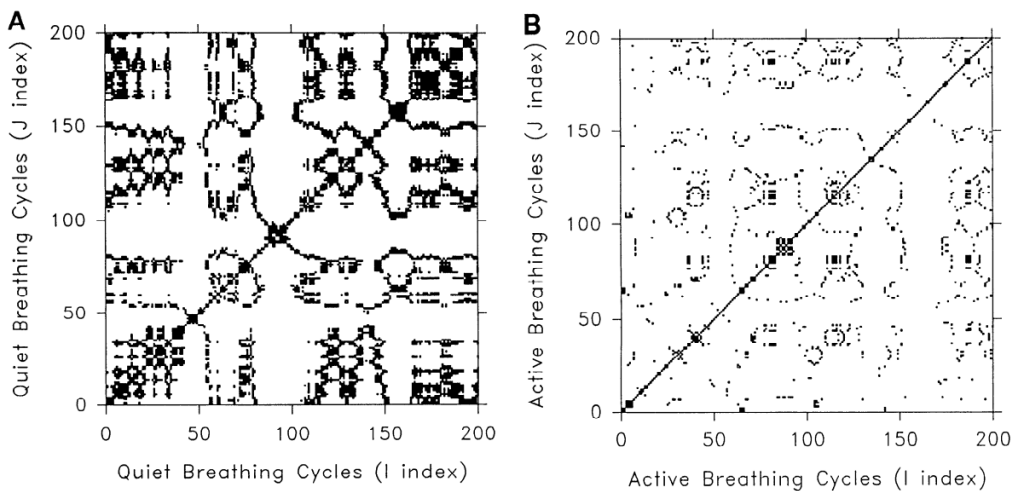 A
200
150
100
50
0
Quiet Breathing Cycles (J index)
0 50 100 150 200
Quiet Breathing Cycles (I index)
B
200
150
100
50
0
Active Breathing Cycles (J index)
0 50 100 150 200
Active Breathing Cycles (I index)